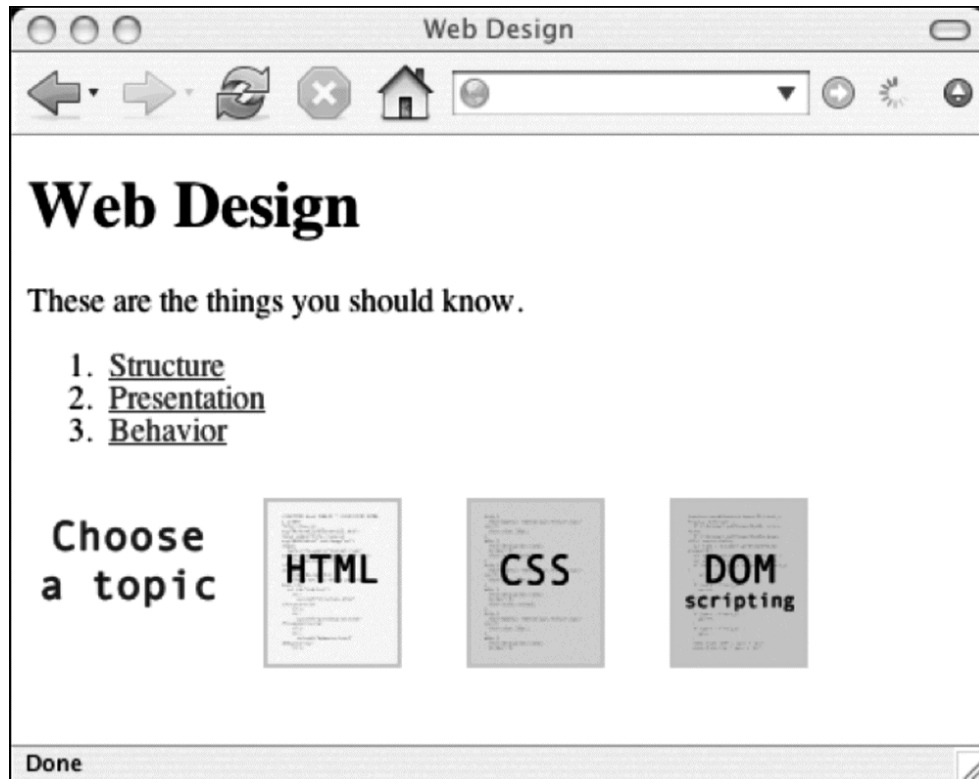 Web Design
Web Design
These are the things you should know.
1. Structure
2. Presentation
3. Behavior
Choose
a topic
HTML
CSS
DOM
scripting
Done